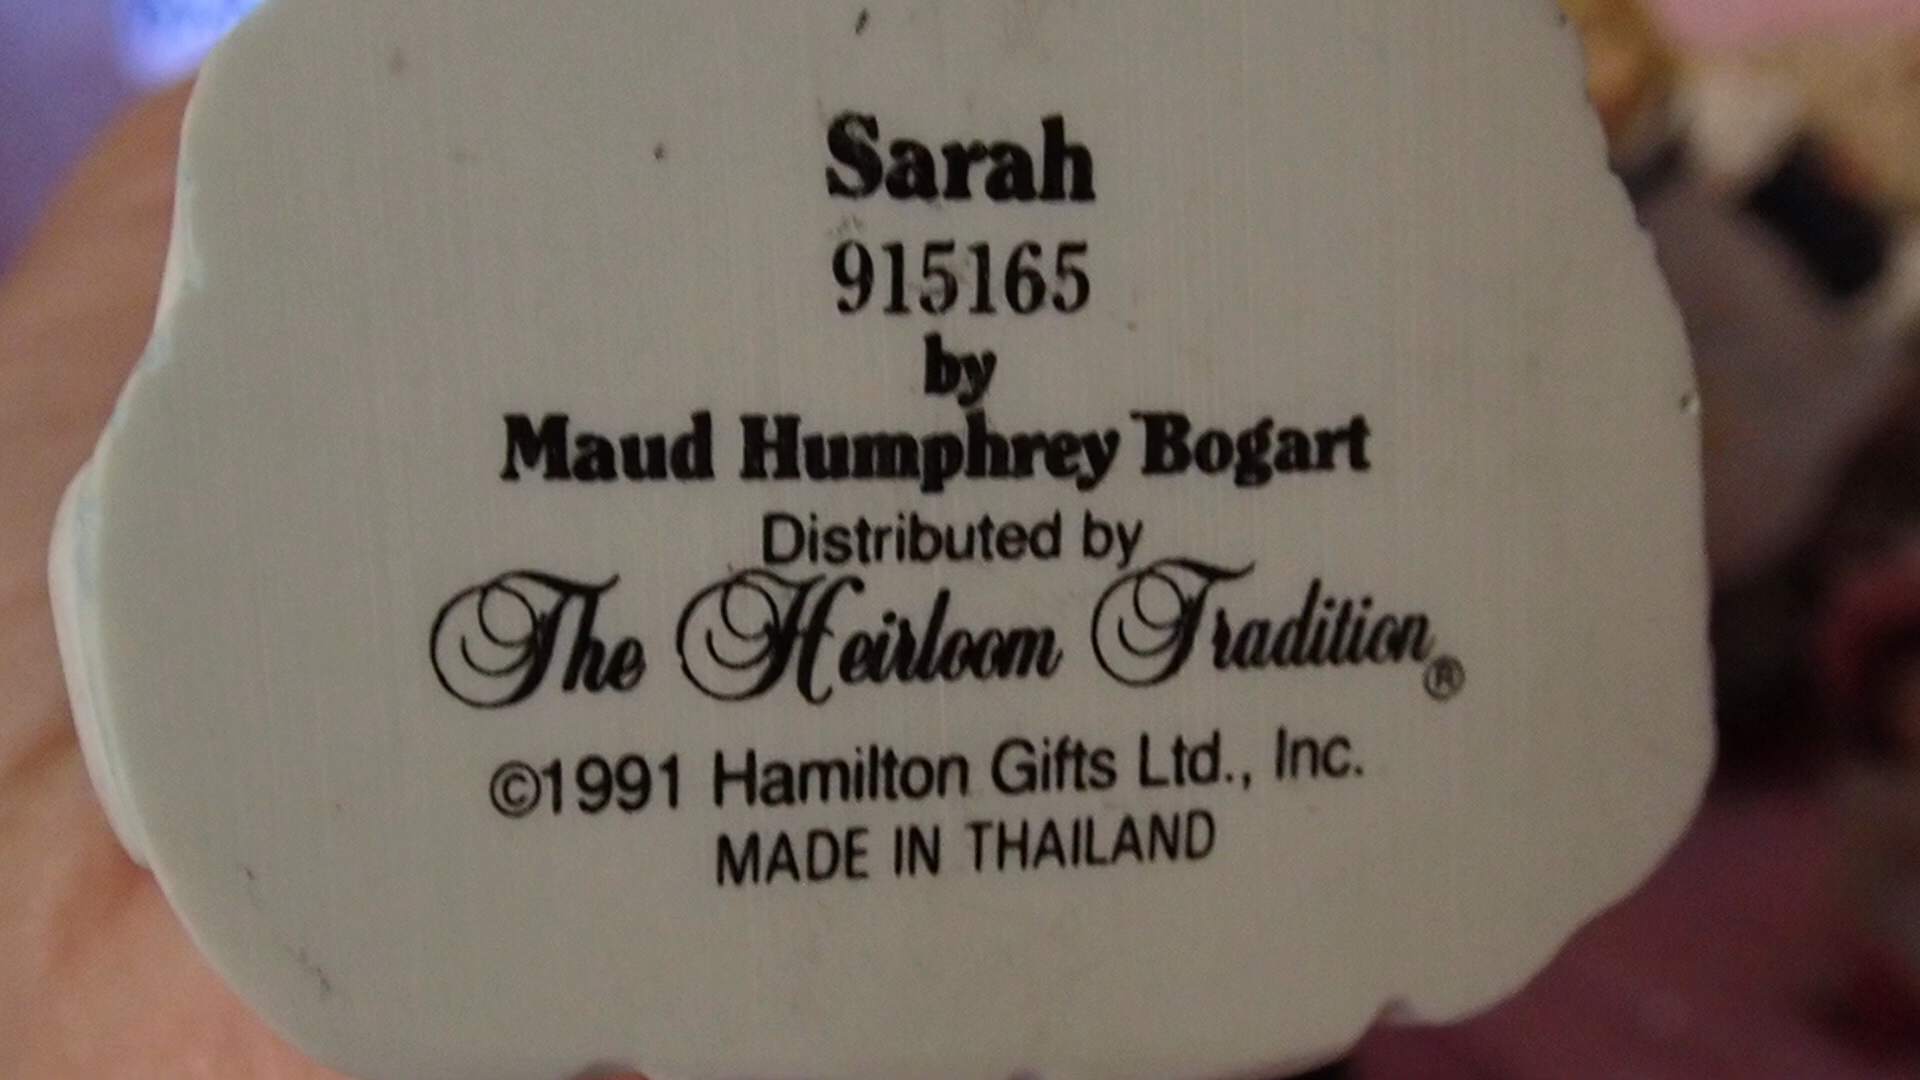 Sarah
915165
by
Maud Humphrey Bogart
Distributed by
The Heirloom Tradition®
©1991 Hamilton Gifts Ltd., Inc.
MADE IN THAILAND